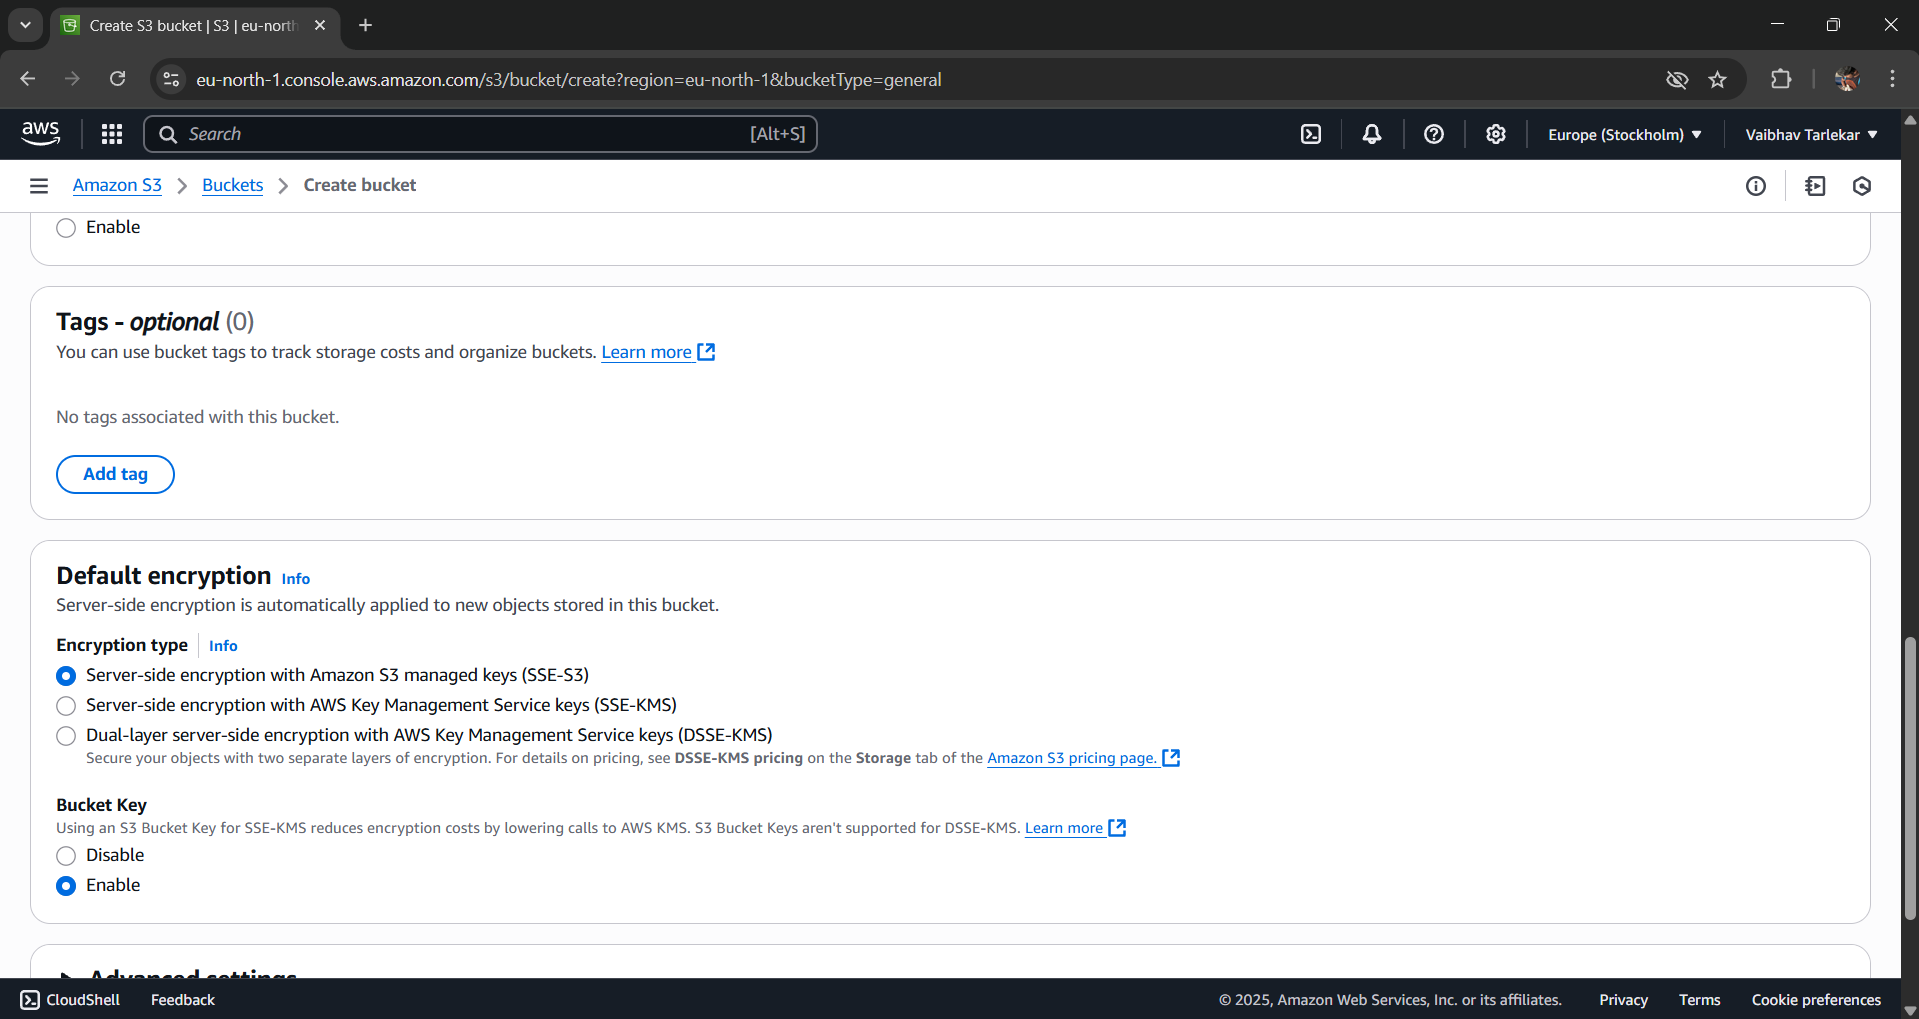 Create S3 bucket | S3 | eu-north
eu-north-1.console.aws.amazon.com/s3/bucket/create?region=eu-north-1&bucketType=general
aws
Search [Alt+S]
Europe (Stockholm)
Vaibhav Tarlekar
Amazon S3 > Buckets > Create bucket
Enable
Tags - optional (0)
You can use bucket tags to track storage costs and organize buckets. Learn more
No tags associated with this bucket.
Add tag
Default encryption Info
Server-side encryption is automatically applied to new objects stored in this bucket.
Encryption type Info
Server-side encryption with Amazon S3 managed keys (SSE-S3)
Server-side encryption with AWS Key Management Service keys (SSE-KMS)
Dual-layer server-side encryption with AWS Key Management Service keys (DSSE-KMS)
Secure your objects with two separate layers of encryption. For details on pricing, see DSSE-KMS pricing on the Storage tab of the Amazon S3 pricing page.
Bucket Key
Using an S3 Bucket Key for SSE-KMS reduces encryption costs by lowering calls to AWS KMS. S3 Bucket Keys aren't supported for DSSE-KMS. Learn more
Disable
Enable
Advanced settings
CloudShell
Feedback
© 2025, Amazon Web Services, Inc. or its affiliates.
Privacy
Terms
Cookie preferences